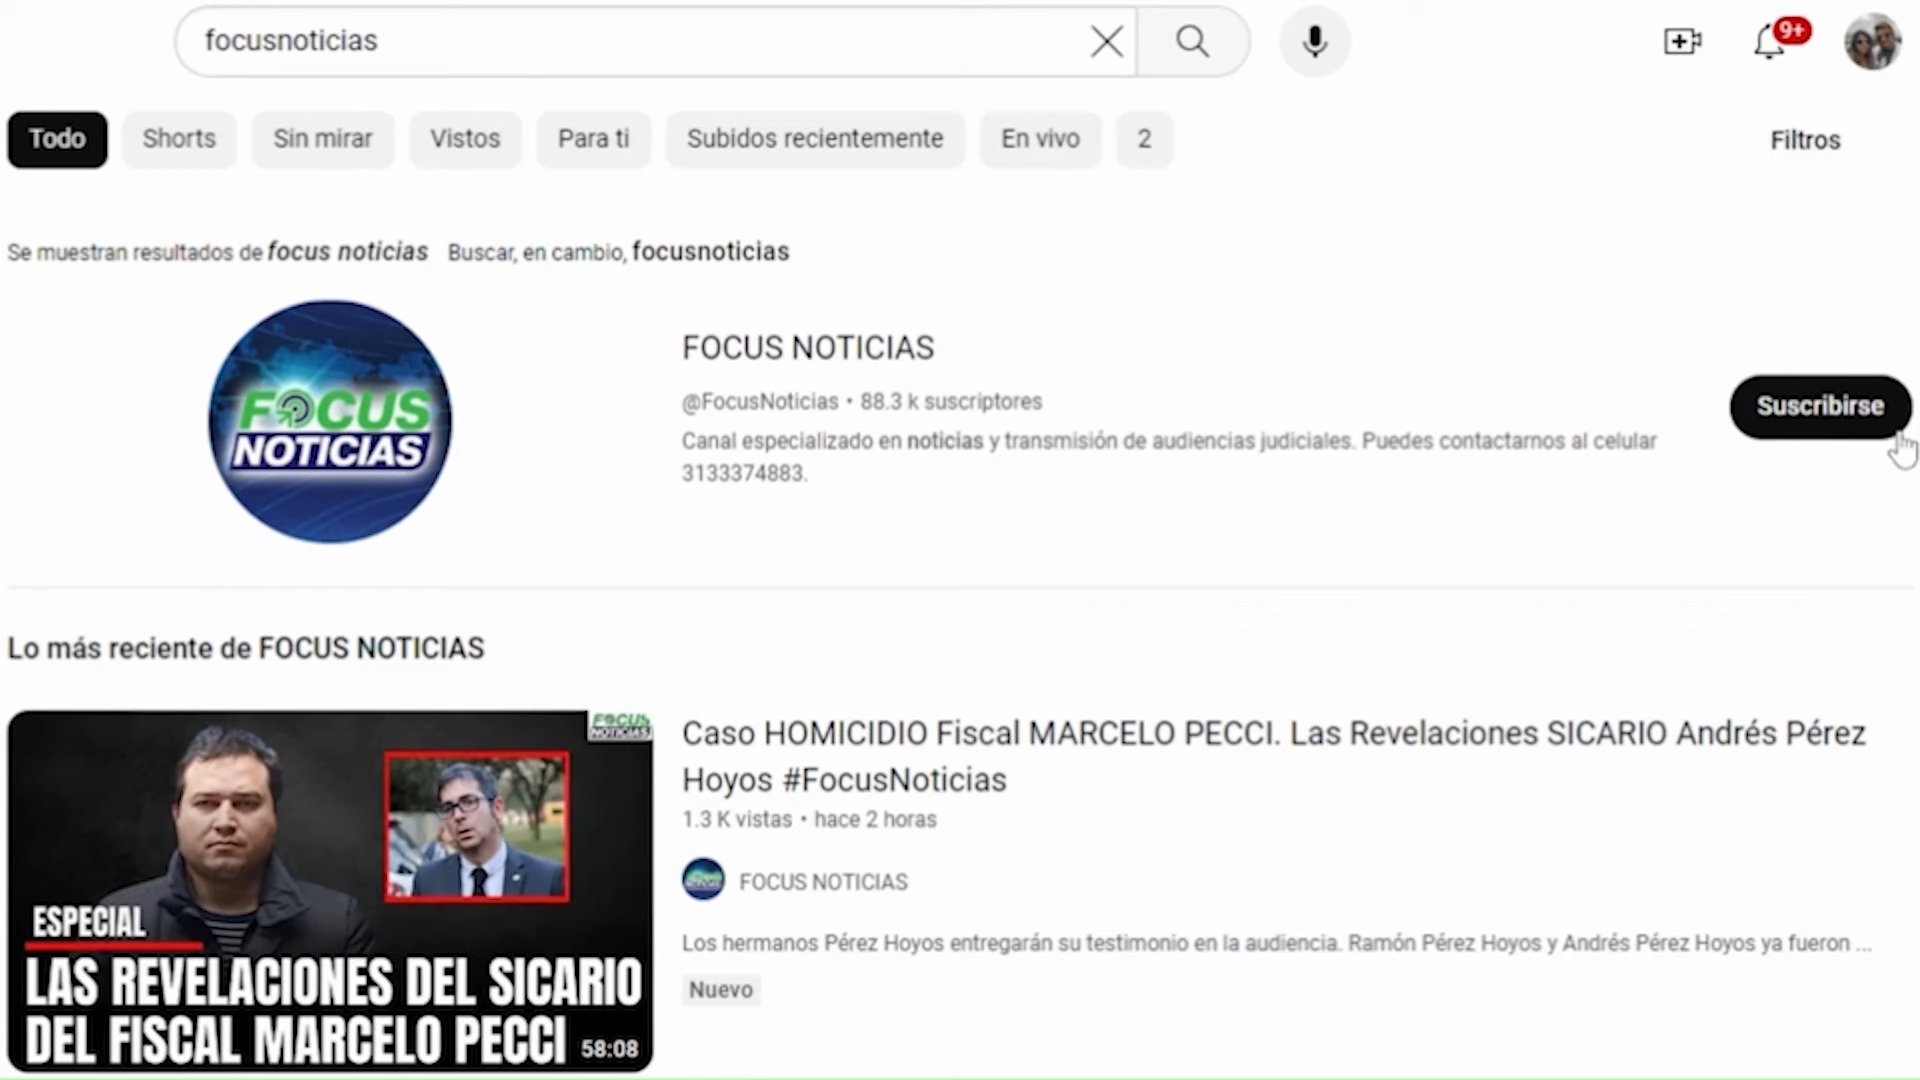 focusnoticias
9+
Todo
Shorts
Sin mirar
Vistos
Para ti
Subidos recientemente
En vivo
2
Filtros
Se muestran resultados de focus noticias Buscar, en cambio, focusnoticias
FOCUS
NOTICIAS
FOCUS NOTICIAS
@FocusNoticias • 88.3 k suscriptores
Canal especializado en noticias y transmisión de audiencias judiciales. Puedes contactarnos al celular
3133374883.
Suscribirse
Lo más reciente de FOCUS NOTICIAS
FOCUS
NOTICIAS
ESPECIAL
LAS REVELACIONES DEL SICARIO
DEL FISCAL MARCELO PECCI
58:08
Caso HOMICIDIO Fiscal MARCELO PECCI. Las Revelaciones SICARIO Andrés Pérez
Hoyos #FocusNoticias
1.3 K vistas • hace 2 horas
FOCUS NOTICIAS
Los hermanos Pérez Hoyos entregarán su testimonio en la audiencia. Ramón Pérez Hoyos y Andrés Pérez Hoyos ya fueron ...
Nuevo